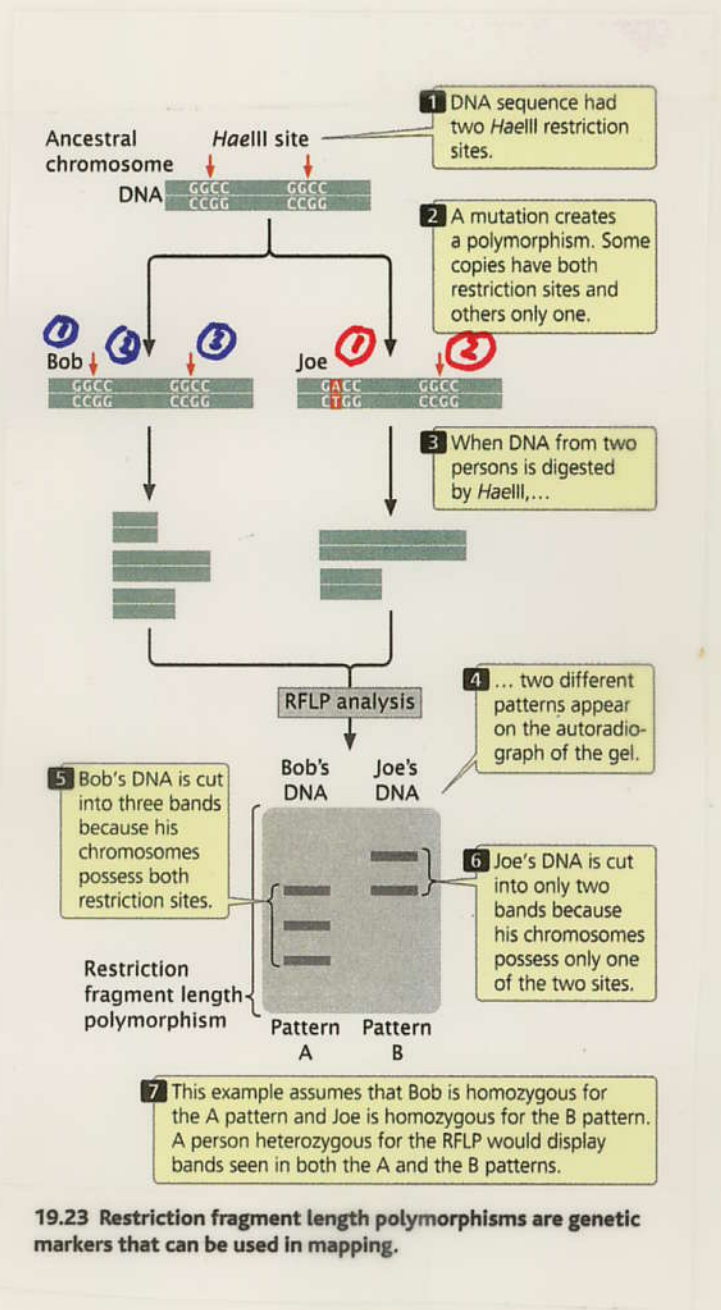 1 DNA sequence had
two HaeIII restriction
sites.
Ancestral
chromosome
HaeIII site
DNA
GGCC GGCC
CCGG CCGG
2 A mutation creates
a polymorphism. Some
copies have both
restriction sites and
others only one.
① ② ③
Bob
GGCC GGCC
CCGG CCGG
① ②
Joe
GACC GGCC
CTGG CCGG
3 When DNA from two
persons is digested
by HaeIII,...
RFLP analysis
4 ... two different
patterns appear
on the autoradio-
graph of the gel.
5 Bob's DNA is cut
into three bands
because his
chromosomes
possess both
restriction sites.
Bob's
DNA
Joe's
DNA
6 Joe's DNA is cut
into only two
bands because
his chromosomes
possess only one
of the two sites.
Restriction
fragment length
polymorphism
Pattern
A
Pattern
B
7 This example assumes that Bob is homozygous for
the A pattern and Joe is homozygous for the B pattern.
A person heterozygous for the RFLP would display
bands seen in both the A and the B patterns.
19.23 Restriction fragment length polymorphisms are genetic
markers that can be used in mapping.